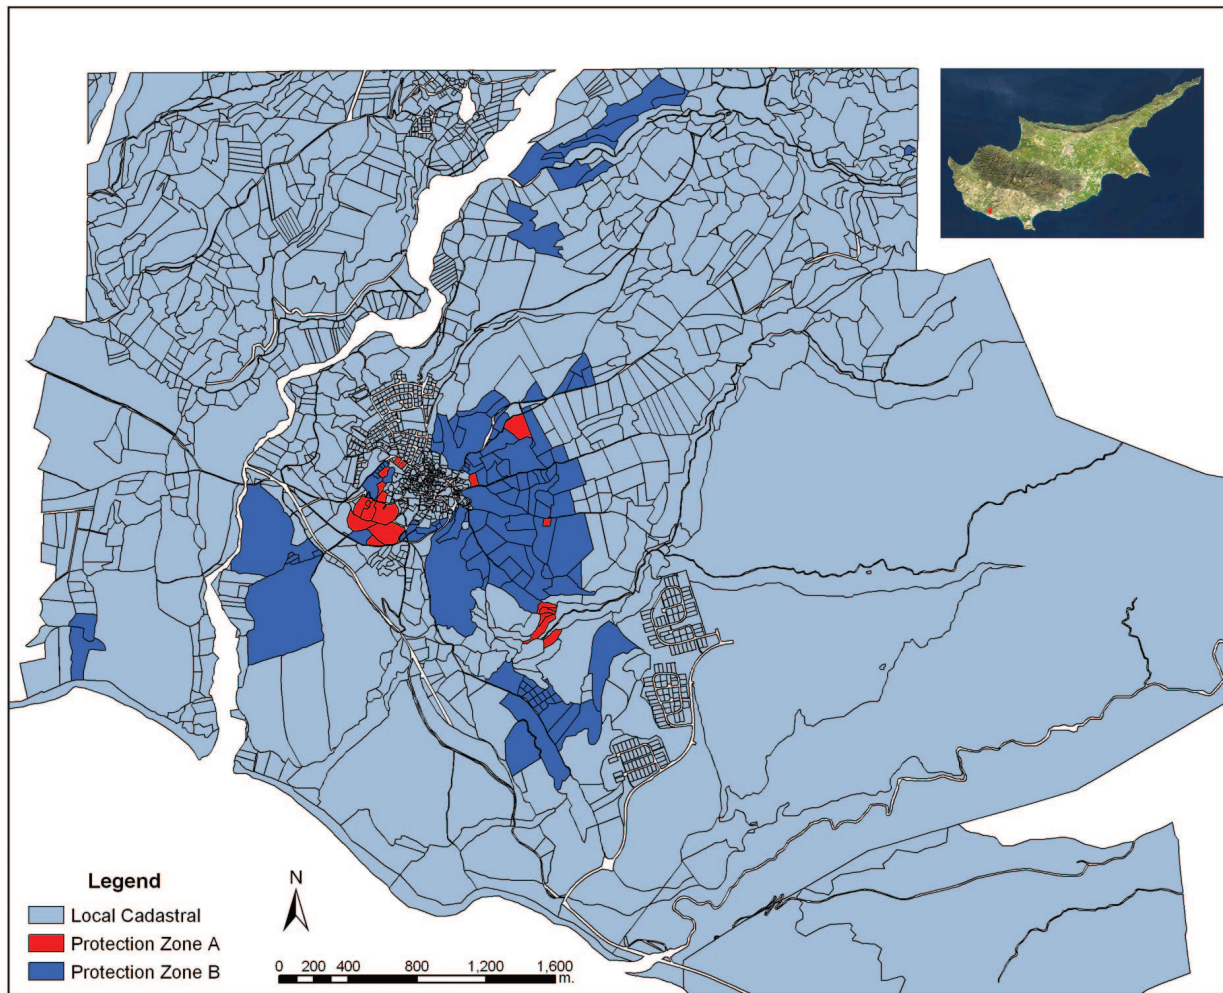 Legend
Local Cadastral
Protection Zone A
Protection Zone B
N
0 200 400 800 1,200 1,600
m.